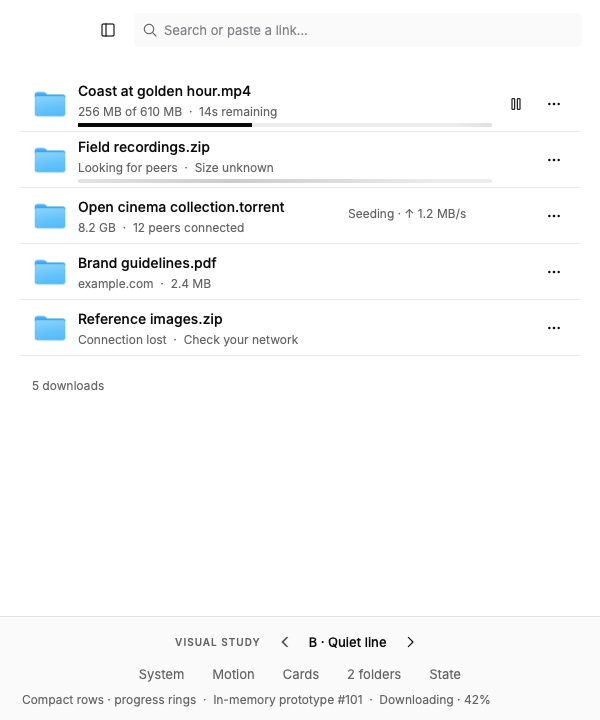 Search or paste a link...
Coast at golden hour.mp4
256 MB of 610 MB · 14s remaining
Field recordings.zip
Looking for peers · Size unknown
Open cinema collection.torrent
Seeding · ↑ 1.2 MB/s
8.2 GB · 12 peers connected
Brand guidelines.pdf
example.com · 2.4 MB
Reference images.zip
Connection lost · Check your network
5 downloads
VISUAL STUDY B · Quiet line
System Motion Cards 2 folders State
Compact rows · progress rings · In-memory prototype #101 · Downloading · 42%